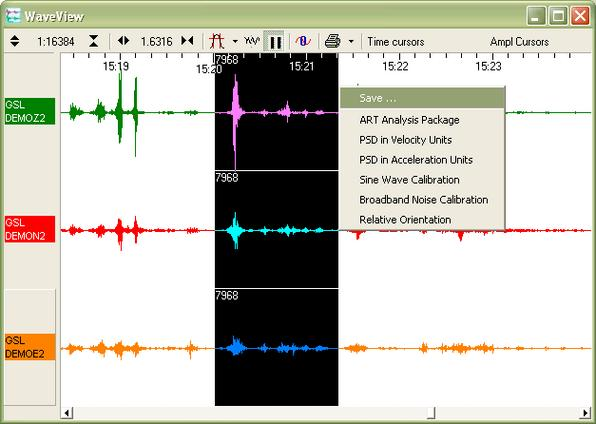 WaveView
1:16384
1.6316
Time cursors
Ampl Cursors
15:19
15:20
15:21
15:22
15:23
7968
GSL
DEMOZ2
Save ...
ART Analysis Package
PSD in Velocity Units
PSD in Acceleration Units
Sine Wave Calibration
Broadband Noise Calibration
Relative Orientation
7968
GSL
DEMON2
7968
GSL
DEMOE2